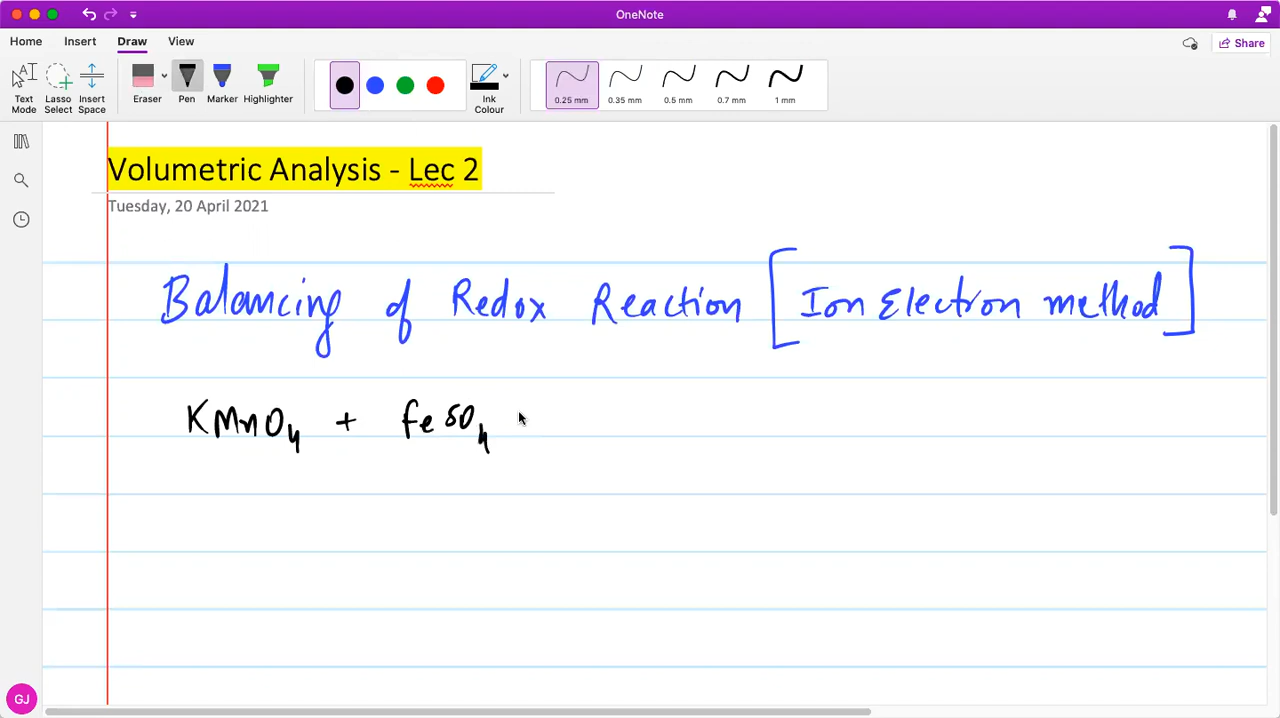 OneNote
Home Insert Draw View Share
Text Mode Lasso Select Insert Space Eraser Pen Marker Highlighter Ink Colour 0.25 mm 0.35 mm 0.5 mm 0.7 mm 1 mm
Volumetric Analysis - Lec 2
Tuesday, 20 April 2021
Balancing of Redox Reaction [Ion Electron method]
KMnO4 + FeSO4
GJ